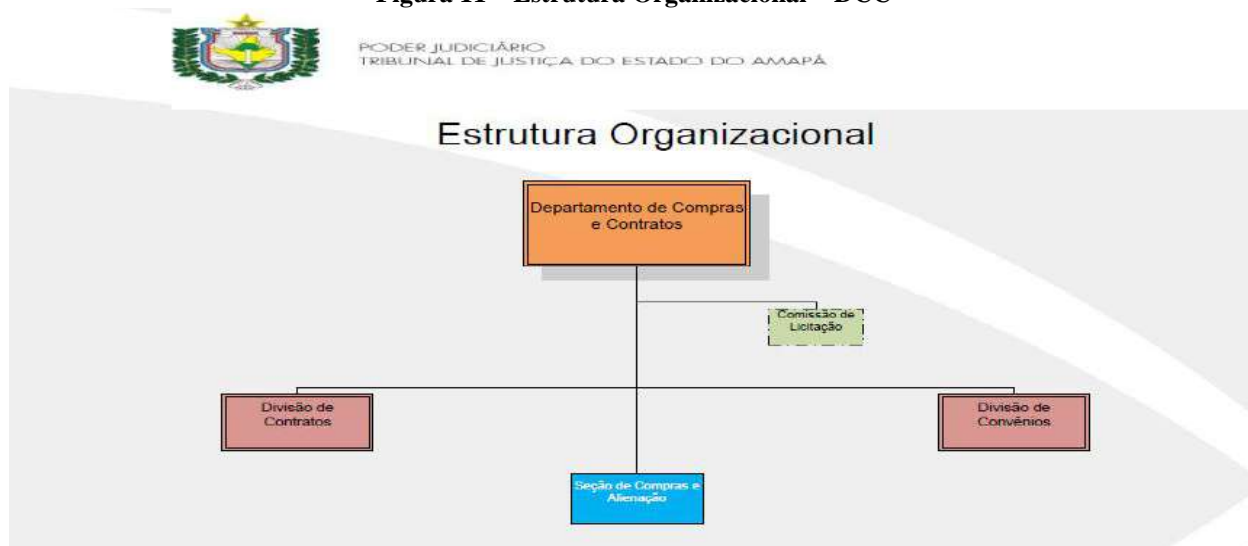 Figura 11 – Estrutura Organizacional – DCC
PODER JUDICIÁRIO
TRIBUNAL DE JUSTIÇA DO ESTADO DO AMAPÁ
Estrutura Organizacional
Departamento de Compras
e Contratos
Comissão de
Licitação
Divisão de
Contratos
Divisão de
Convênios
Seção de Compras e
Alienação